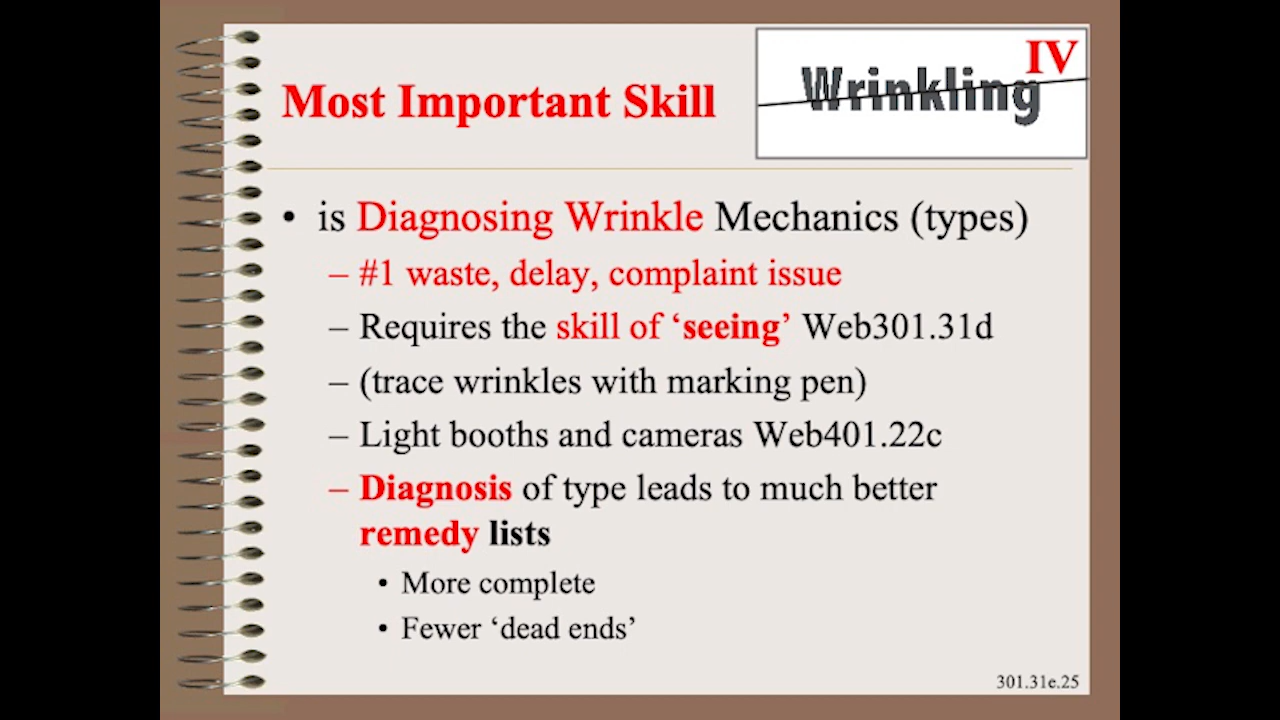 IV
Wrinkling
Most Important Skill
• is Diagnosing Wrinkle Mechanics (types)
– #1 waste, delay, complaint issue
– Requires the skill of ‘seeing’ Web301.31d
– (trace wrinkles with marking pen)
– Light booths and cameras Web401.22c
– Diagnosis of type leads to much better
remedy lists
• More complete
• Fewer ‘dead ends’
301.31e.25